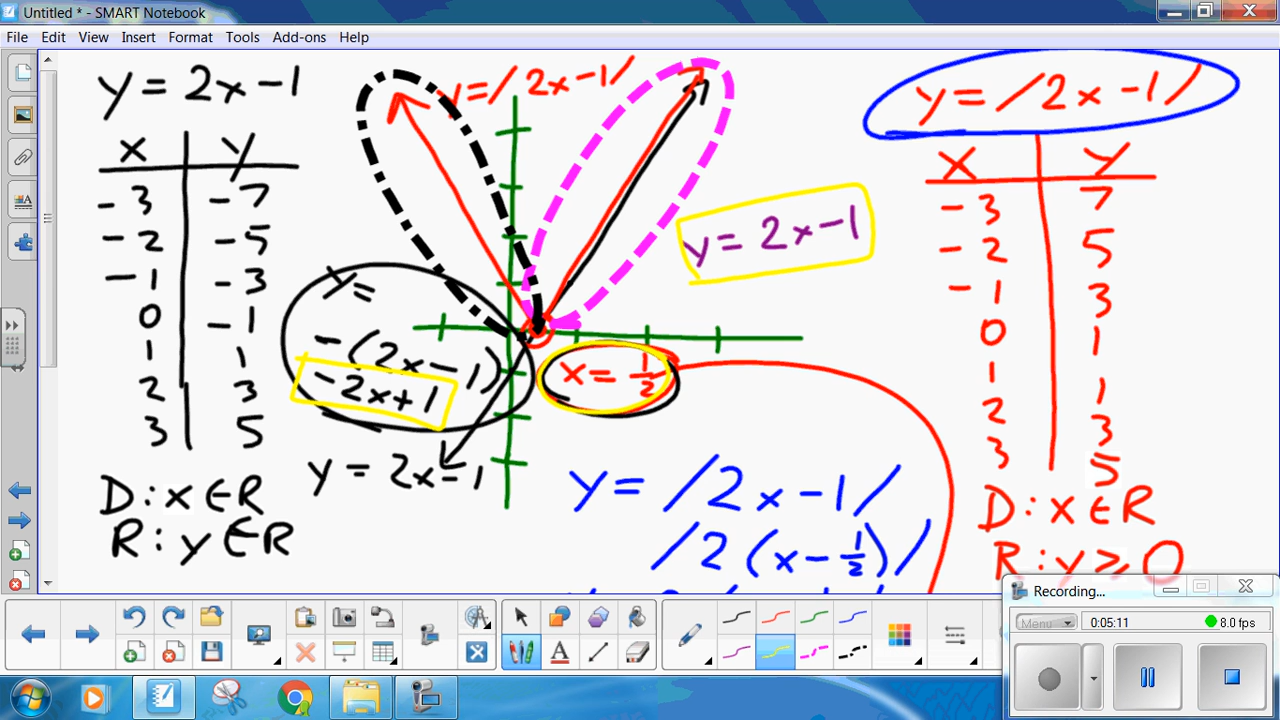 Untitled * - SMART Notebook
File Edit View Insert Format Tools Add-ons Help
y = 2x - 1
x y
-3 -7
-2 -5
-1 -3
0 -1
1 1
2 3
3 5
D: x ∈ R
R: y ∈ R
y = /2x - 1/
y = 2x - 1
y =
-(2x - 1)
-2x + 1
x = 1/2
y = 2x - 1
y = /2x - 1/
/2(x - 1/2)/
y = /2x - 1/
x y
-3 7
-2 5
-1 3
0 1
1 1
2 3
3 5
D: x ∈ R
R: y ≥ 0
Recording...
Menu 0:05:11 8.0 fps